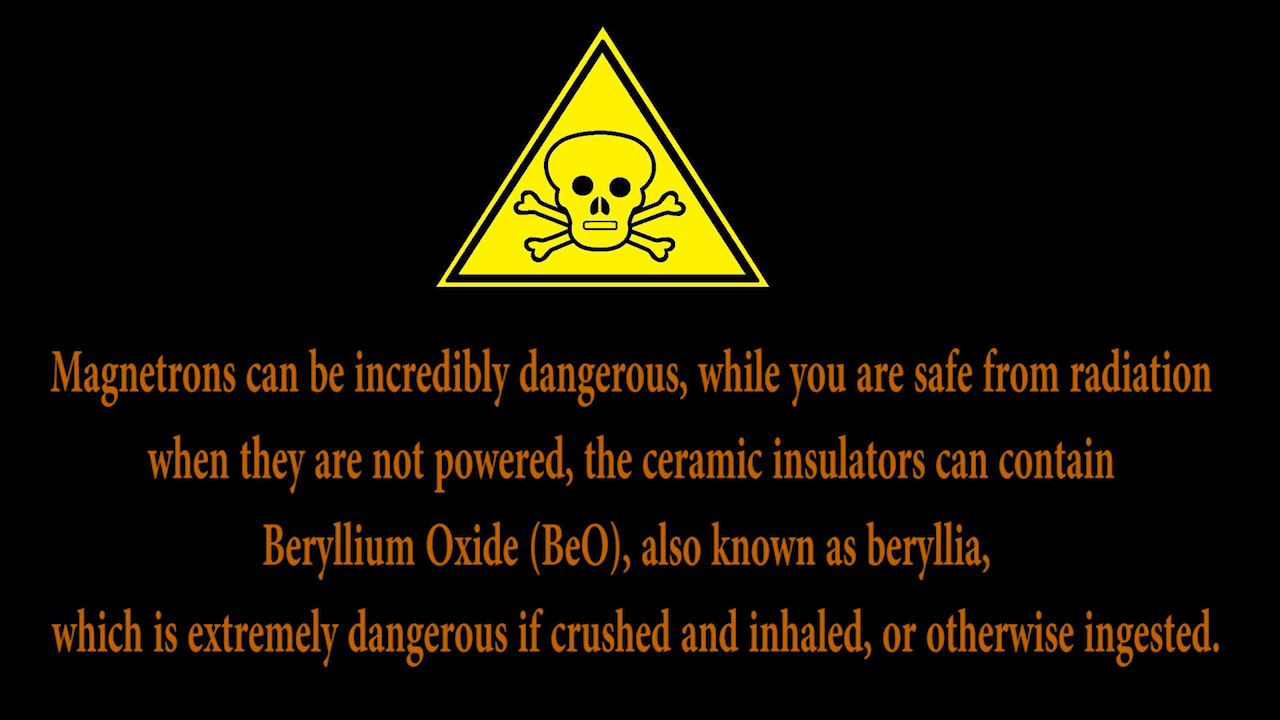 Magnetrons can be incredibly dangerous, while you are safe from radiation
when they are not powered, the ceramic insulators can contain
Beryllium Oxide (BeO), also known as beryllia,
which is extremely dangerous if crushed and inhaled, or otherwise ingested.